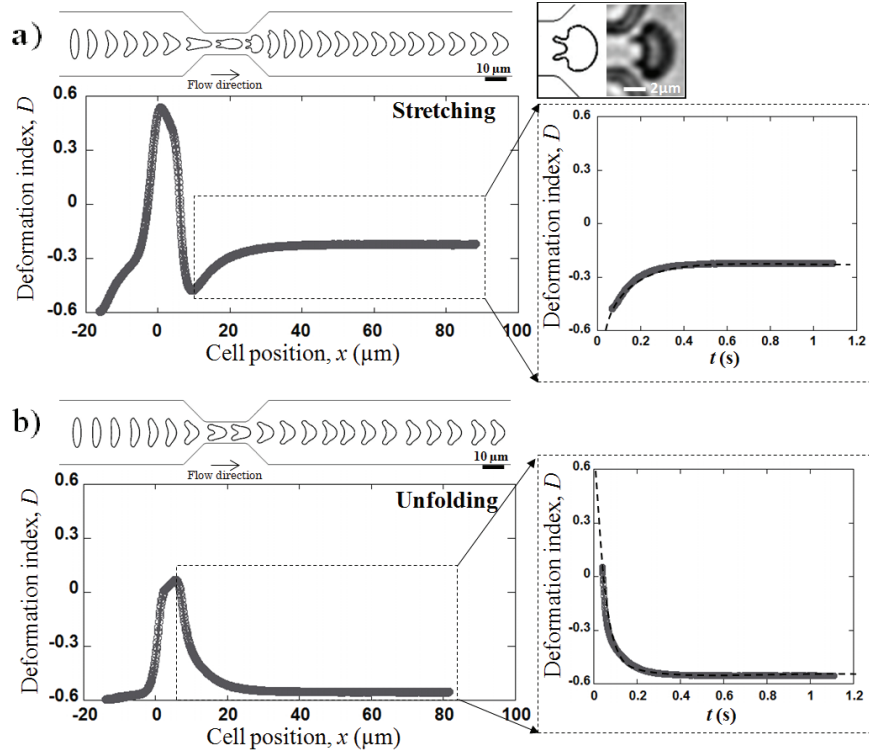 a)
Flow direction
10 µm
2µm
Stretching
Deformation index, D
0.6
0.3
0
-0.3
-0.6
-20 0 20 40 60 80 100
Cell position, x (µm)
Deformation index, D
0.6
0.3
0
-0.3
-0.6
0 0.2 0.4 0.6 0.8 1.0 1.2
t (s)
b)
Flow direction
10 µm
Unfolding
Deformation index, D
0.6
0.3
0
-0.3
-0.6
-20 0 20 40 60 80 100
Cell position, x (µm)
Deformation index, D
0.6
0.3
0
-0.3
-0.6
0 0.2 0.4 0.6 0.8 1.0 1.2
t (s)